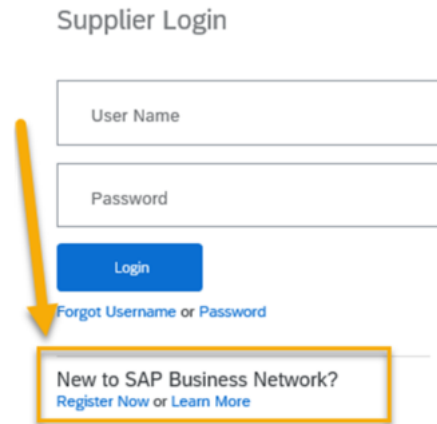 Supplier Login
User Name
Password
Login
Forgot Username or Password
New to SAP Business Network?
Register Now or Learn More